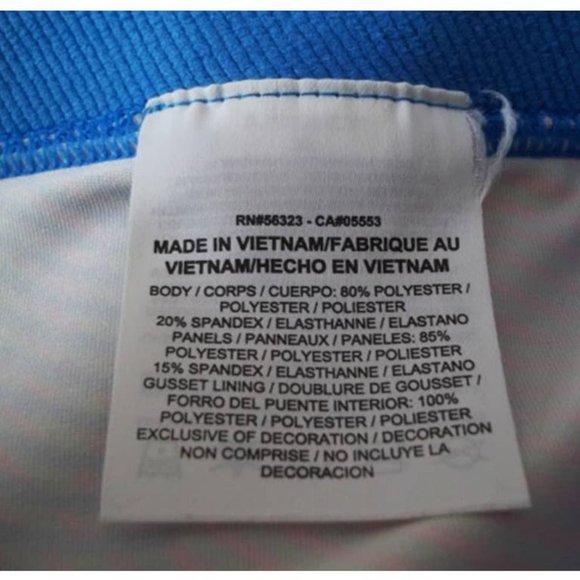 RN#56323 - CA#05553
MADE IN VIETNAM/FABRIQUE AU
VIETNAM/HECHO EN VIETNAM
BODY / CORPS / CUERPO: 80% POLYESTER /
POLYESTER / POLIESTER
20% SPANDEX / ELASTHANNE / ELASTANO
PANELS / PANNEAUX / PANELES: 85%
POLYESTER / POLYESTER / POLIESTER
15% SPANDEX / ELASTHANNE / ELASTANO
GUSSET LINING / DOUBLURE DE GOUSSET /
FORRO DEL PUENTE INTERIOR: 100%
POLYESTER / POLYESTER / POLIESTER
EXCLUSIVE OF DECORATION / DECORATION
NON COMPRISE / NO INCLUYE LA
DECORACION